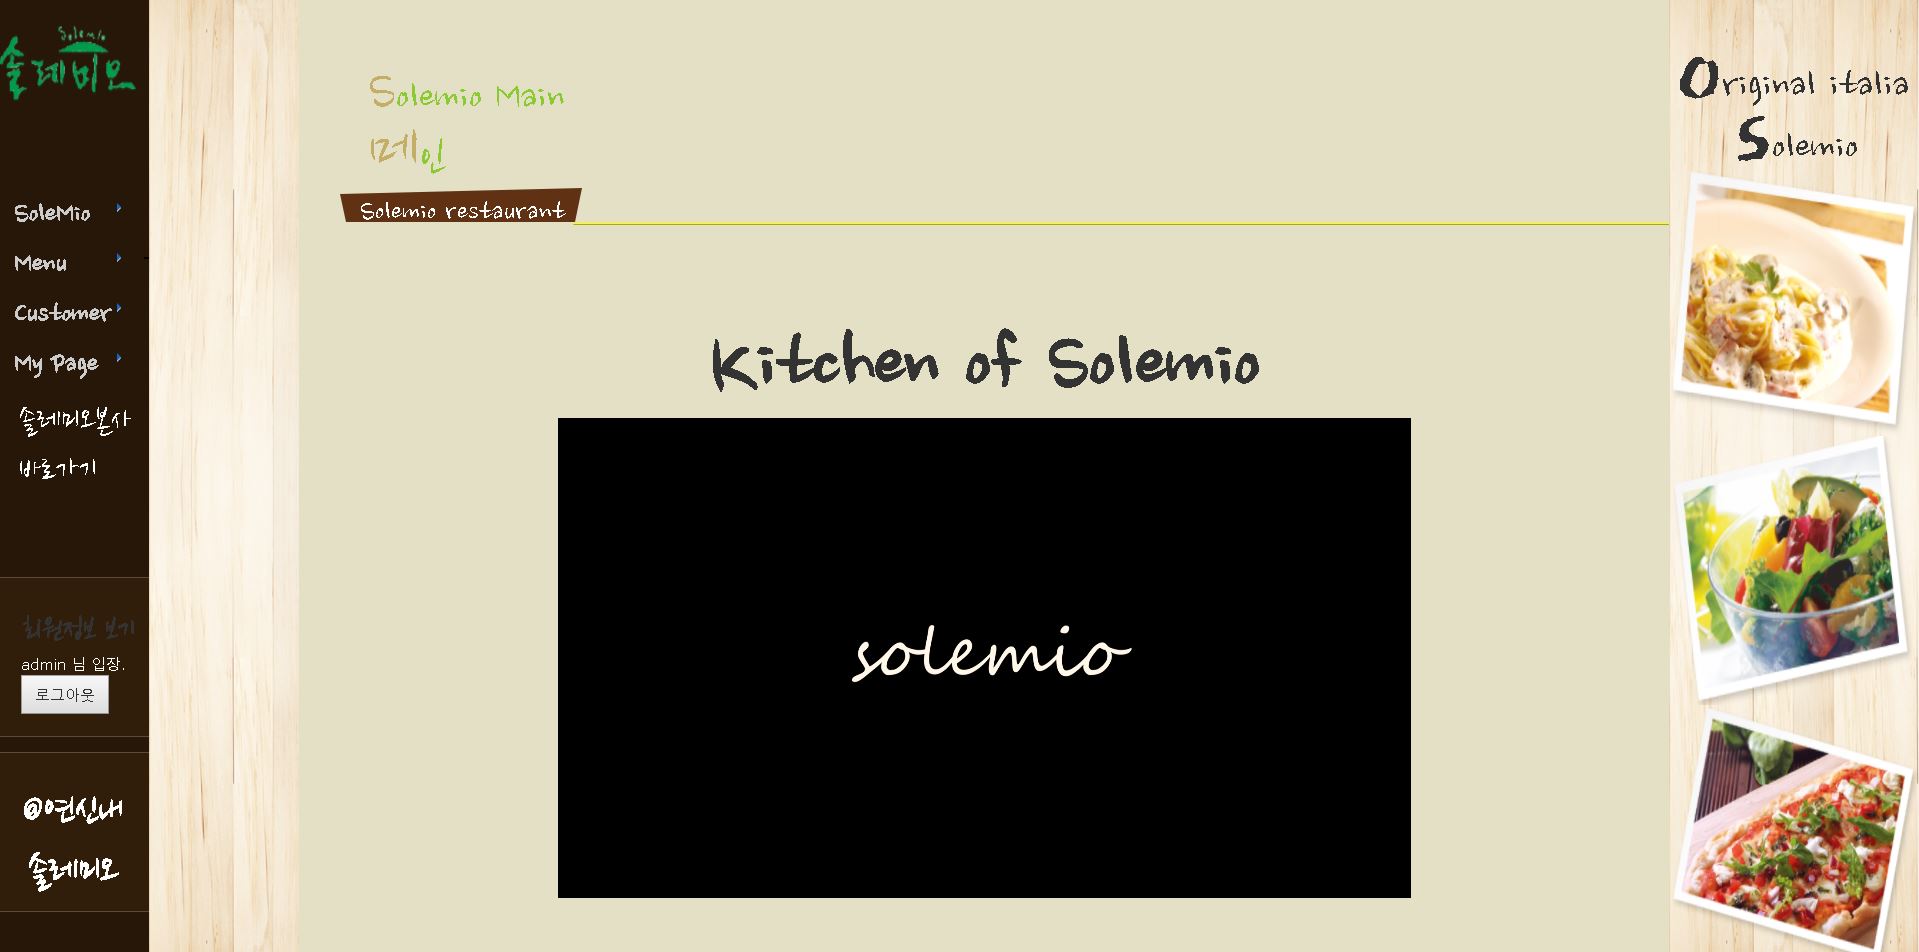 Solemio
솔레미오
SoleMio
Menu
Customer
My Page
솔레미오본사
바로가기
회원정보 보기
admin 님 입장.
로그아웃
@연신내
솔레미오
Solemio Main
메인
Solemio restaurant
Kitchen of Solemio
solemio
Original italia
Solemio